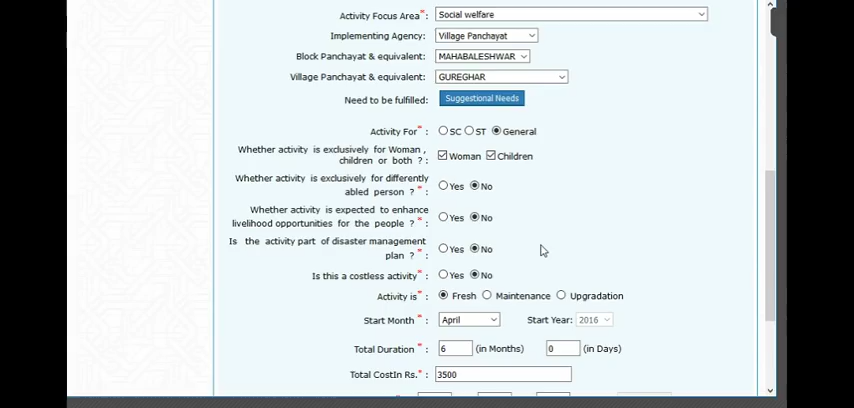 Activity Focus Area*: Social welfare
Implementing Agency: Village Panchayat
Block Panchayat & equivalent: MAHABALESHWAR
Village Panchayat & equivalent: GUREGHAR
Need to be fulfilled: Suggestional Needs
Activity For*: SC ST General
Whether activity is exclusively for Woman , children or both ? : Woman Children
Whether activity is exclusively for differently abled person ? *: Yes No
Whether activity is expected to enhance livelihood opportunities for the people ? *: Yes No
Is the activity part of disaster management plan ? *: Yes No
Is this a costless activity*: Yes No
Activity is*: Fresh Maintenance Upgradation
Start Month *: April Start Year: 2016
Total Duration *: 6 (in Months) 0 (in Days)
Total CostIn Rs.*: 3500